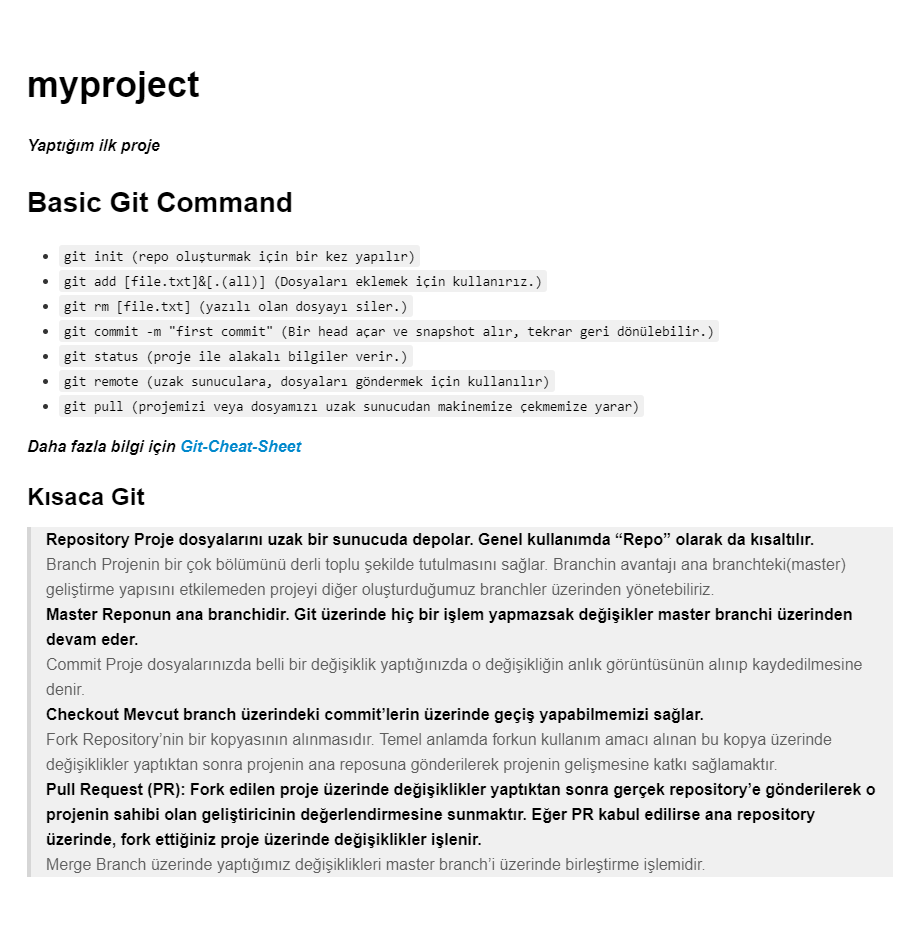 myproject
Yaptığım ilk proje
Basic Git Command
git init (repo oluşturmak için bir kez yapılır)
git add [file.txt]&[.(all)] (Dosyaları eklemek için kullanırız.)
git rm [file.txt] (yazılı olan dosyayı siler.)
git commit -m "first commit" (Bir head açar ve snapshot alır, tekrar geri dönülebilir.)
git status (proje ile alakalı bilgiler verir.)
git remote (uzak sunuculara, dosyaları göndermek için kullanılır)
git pull (projemizi veya dosyamızı uzak sunucudan makinemize çekmemize yarar)
Daha fazla bilgi için Git-Cheat-Sheet
Kısaca Git
Repository Proje dosyalarını uzak bir sunucuda depolar. Genel kullanımda “Repo” olarak da kısaltılır.
Branch Projenin bir çok bölümünü derli toplu şekilde tutulmasını sağlar. Branchin avantajı ana branchteki(master)
geliştirme yapısını etkilemeden projeyi diğer oluşturduğumuz branchler üzerinden yönetebiliriz.
Master Reponun ana branchidir. Git üzerinde hiç bir işlem yapmazsak değişikler master branchi üzerinden
devam eder.
Commit Proje dosyalarınızda belli bir değişiklik yaptığınızda o değişikliğin anlık görüntüsünün alınıp kaydedilmesine
denir.
Checkout Mevcut branch üzerindeki commit’lerin üzerinde geçiş yapabilmemizi sağlar.
Fork Repository’nin bir kopyasının alınmasıdır. Temel anlamda forkun kullanım amacı alınan bu kopya üzerinde
değişiklikler yaptıktan sonra projenin ana reposuna gönderilerek projenin gelişmesine katkı sağlamaktır.
Pull Request (PR): Fork edilen proje üzerinde değişiklikler yaptıktan sonra gerçek repository’e gönderilerek o
projenin sahibi olan geliştiricinin değerlendirmesine sunmaktır. Eğer PR kabul edilirse ana repository
üzerinde, fork ettiğiniz proje üzerinde değişiklikler işlenir.
Merge Branch üzerinde yaptığımız değişiklikleri master branch’i üzerinde birleştirme işlemidir.